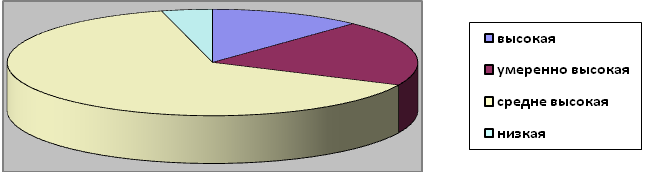 высокая
умеренно высокая
средне высокая
низкая